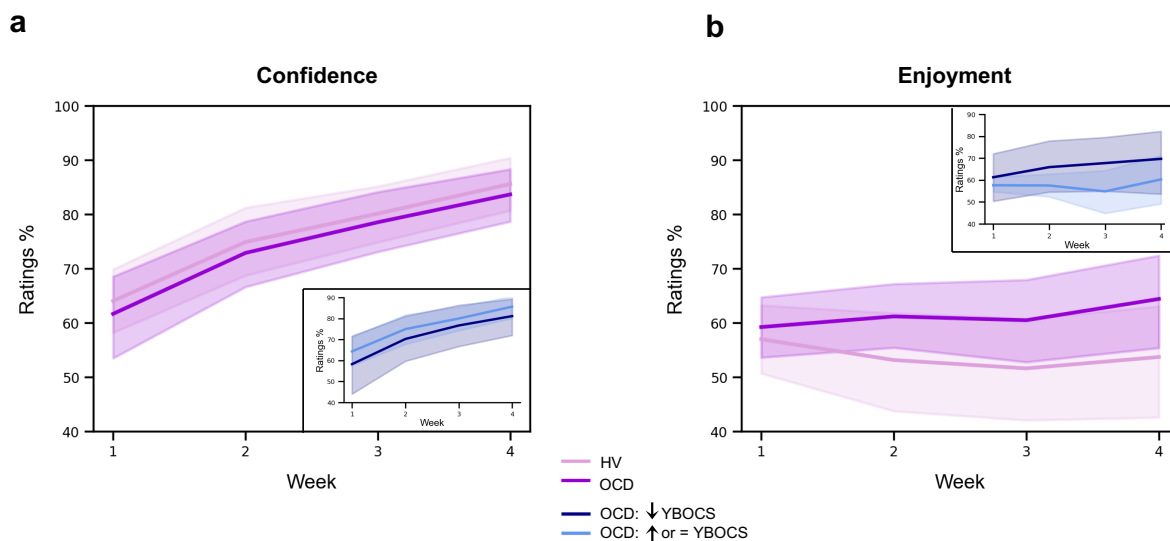 a
Confidence
Ratings %
100
90
80
70
60
50
40
1
2
3
4
Week
Ratings %
90
80
70
60
50
40
1
2
3
4
Week
b
Enjoyment
Ratings %
100
90
80
70
60
50
40
1
2
3
4
Week
Ratings %
90
80
70
60
50
40
1
2
3
4
Week
HV
OCD
OCD: ↓ YBOCS
OCD: ↑ or = YBOCS